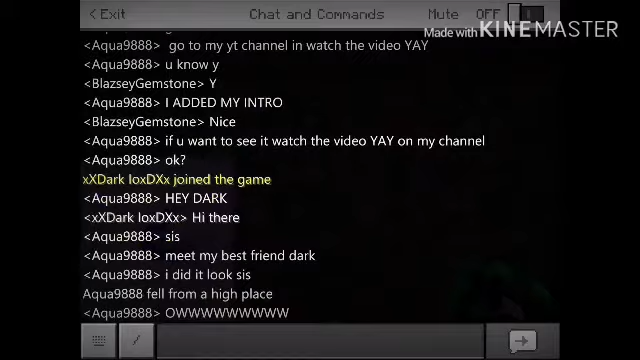 Exit
Chat and Commands
Mute
OFF
Made with KINEMASTER
<Aqua9888> go to my yt channel in watch the video YAY
<Aqua9888> u know y
<BlazseyGemstone> Y
<Aqua9888> I ADDED MY INTRO
<BlazseyGemstone> Nice
<Aqua9888> if u want to see it watch the video YAY on my channel
<Aqua9888> ok?
xXDark IoxDXx joined the game
<Aqua9888> HEY DARK
<xXDark IoxDXx> Hi there
<Aqua9888> sis
<Aqua9888> meet my best friend dark
<Aqua9888> i did it look sis
Aqua9888 fell from a high place
<Aqua9888> OWWWWWWWWW
/